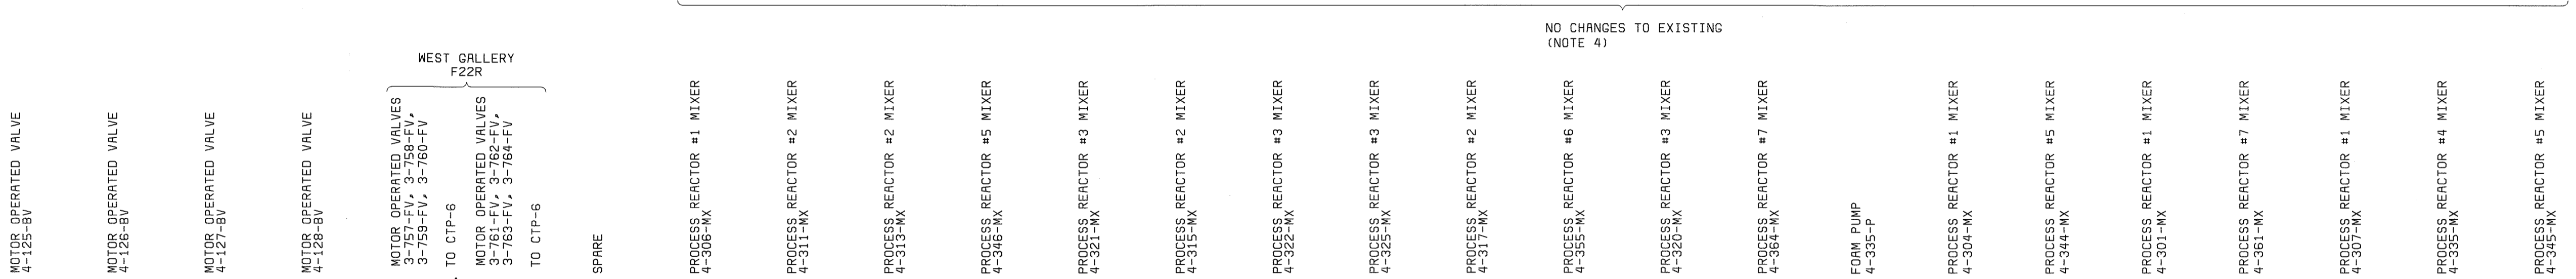 NO CHANGES TO EXISTING
(NOTE 4)
WEST GALLERY
F22R
MOTOR OPERATED VALVE
4-125-BV
MOTOR OPERATED VALVE
4-126-BV
MOTOR OPERATED VALVE
4-127-BV
MOTOR OPERATED VALVE
4-128-BV
MOTOR OPERATED VALVES
3-757-FV, 3-758-FV,
3-759-FV, 3-760-FV
TO CTP-6
MOTOR OPERATED VALVES
3-761-FV, 3-762-FV,
3-763-FV, 3-764-FV
TO CTP-6
SPARE
PROCESS REACTOR #1 MIXER
4-306-MX
PROCESS REACTOR #2 MIXER
4-311-MX
PROCESS REACTOR #2 MIXER
4-313-MX
PROCESS REACTOR #5 MIXER
4-346-MX
PROCESS REACTOR #3 MIXER
4-321-MX
PROCESS REACTOR #2 MIXER
4-315-MX
PROCESS REACTOR #3 MIXER
4-322-MX
PROCESS REACTOR #3 MIXER
4-325-MX
PROCESS REACTOR #2 MIXER
4-317-MX
PROCESS REACTOR #6 MIXER
4-355-MX
PROCESS REACTOR #3 MIXER
4-320-MX
PROCESS REACTOR #7 MIXER
4-364-MX
FOAM PUMP
4-335-P
PROCESS REACTOR #1 MIXER
4-304-MX
PROCESS REACTOR #5 MIXER
4-344-MX
PROCESS REACTOR #1 MIXER
4-301-MX
PROCESS REACTOR #7 MIXER
4-361-MX
PROCESS REACTOR #1 MIXER
4-307-MX
PROCESS REACTOR #4 MIXER
4-335-MX
PROCESS REACTOR #5 MIXER
4-345-MX